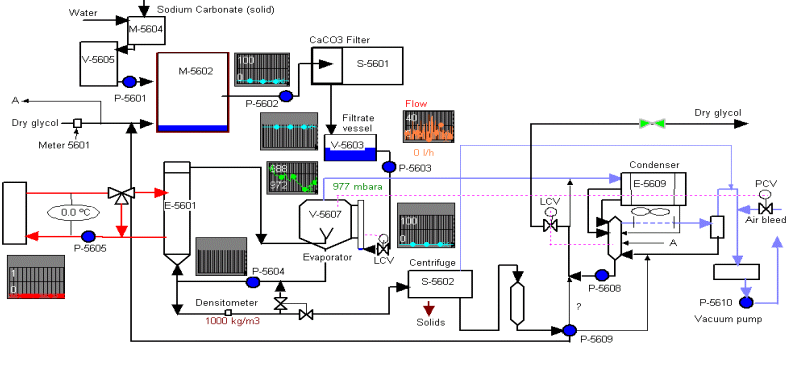 Sodium Carbonate (solid)
Water
M-5604
CaCO3 Filter
V-5605
M-5602
100
0
S-5601
P-5601
P-5602
A
Filtrate
vessel
Flow
40
Dry glycol
Dry glycol
Meter 5601
V-5603
0 l/h
P-5603
Condenser
977 mbara
E-5609
PCV
LCV
E-5601
V-5607
100
0
0.0 ºC
Air bleed
A
P-5605
LCV
Evaporator
Centrifuge
P-5604
S-5602
P-5608
1
0
Densitometer
1000 kg/m3
?
P-5610
Solids
Vacuum pump
P-5609